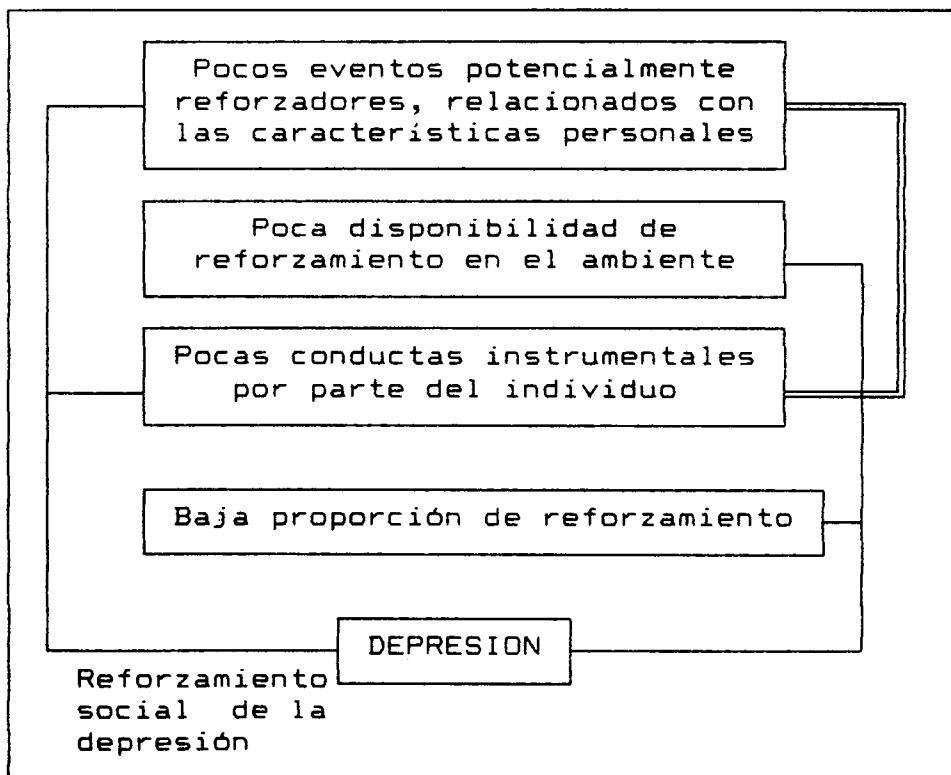 Pocos eventos potencialmente
reforzadores, relacionados con
las características personales
Poca disponibilidad de
reforzamiento en el ambiente
Pocas conductas instrumentales
por parte del individuo
Baja proporción de reforzamiento
DEPRESION
Reforzamiento
social de la
depresión